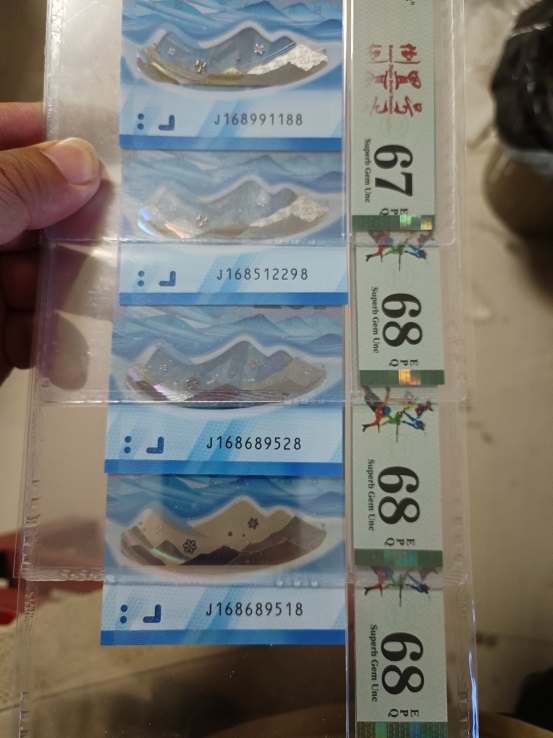 J168991188
67
EPQ
Superb Gem Unc
J168512298
68
EPQ
Superb Gem Unc
J168689528
68
EPQ
Superb Gem Unc
J168689518
68
EPQ
Superb Gem Unc